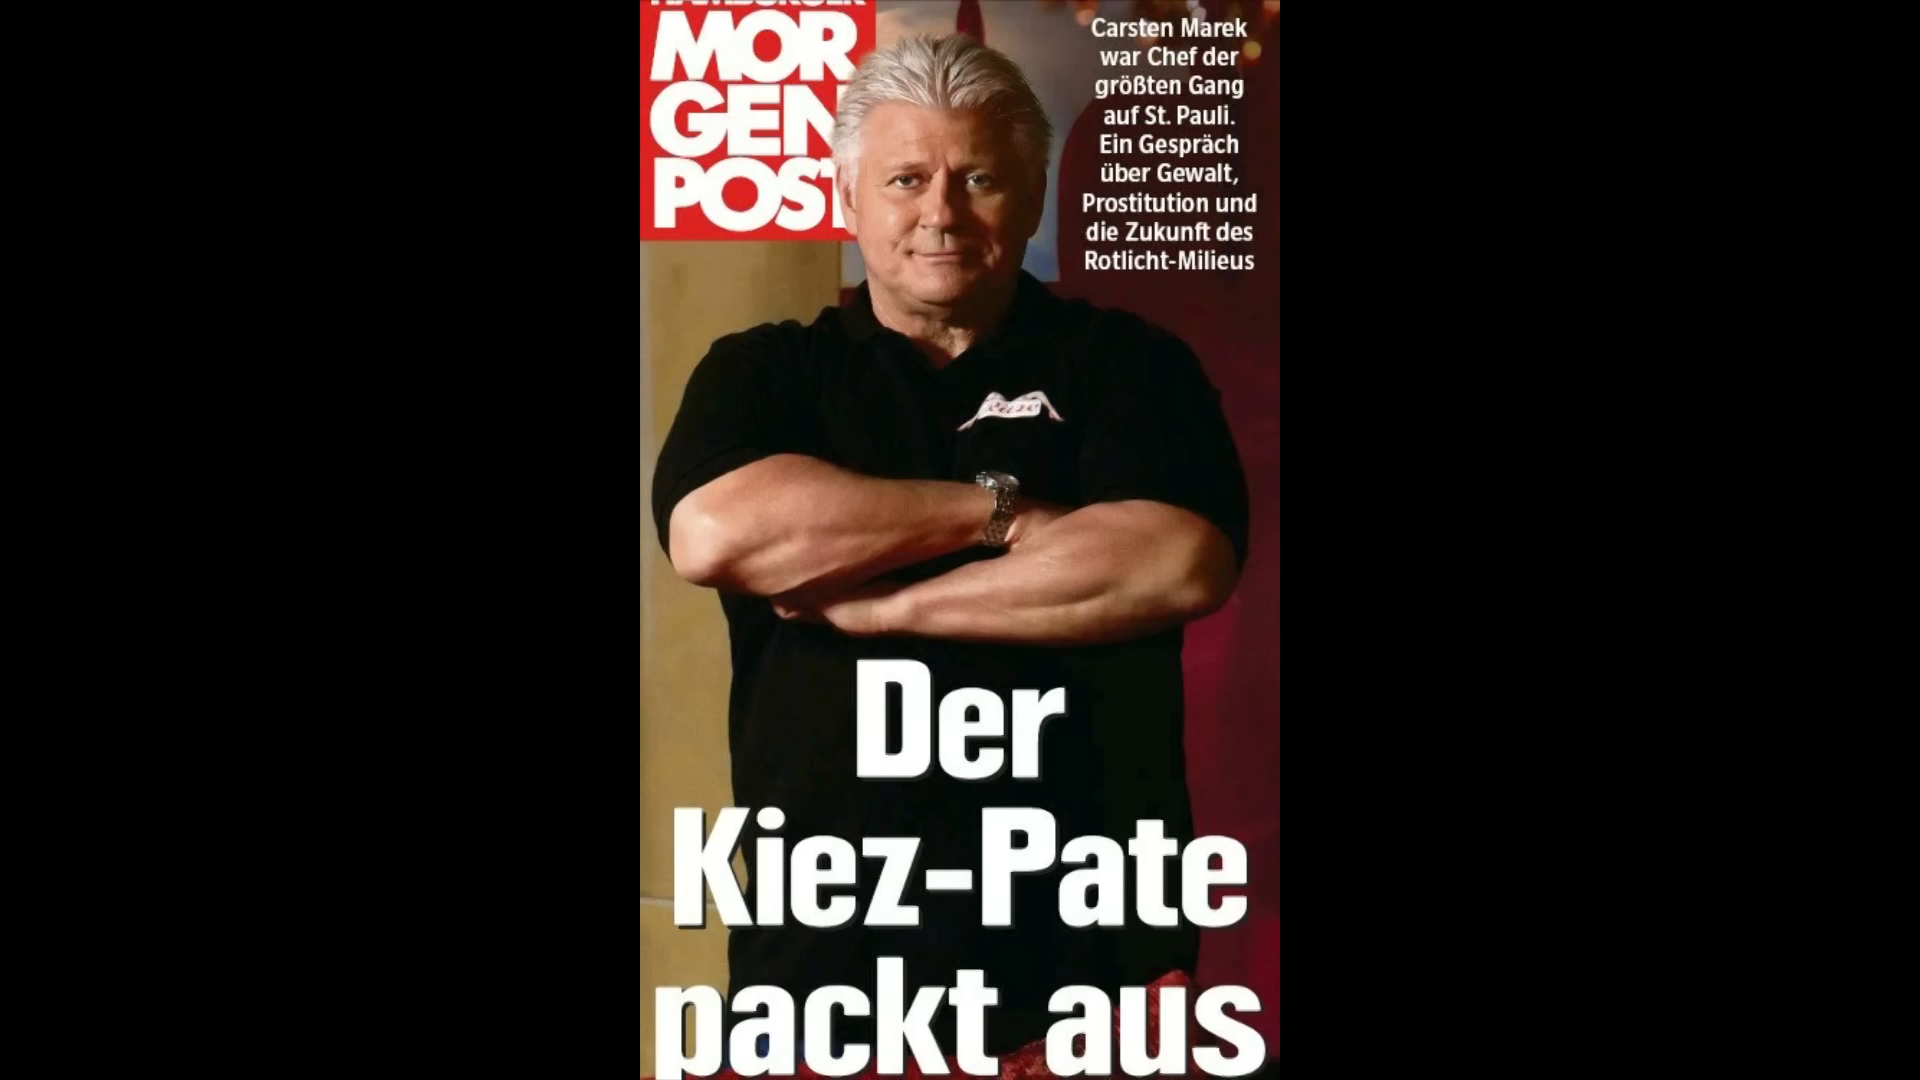 HAMBURGER
MOR
GEN
POST
Carsten Marek
war Chef der
größten Gang
auf St. Pauli.
Ein Gespräch
über Gewalt,
Prostitution und
die Zukunft des
Rotlicht-Milieus
Der
Kiez-Pate
packt aus